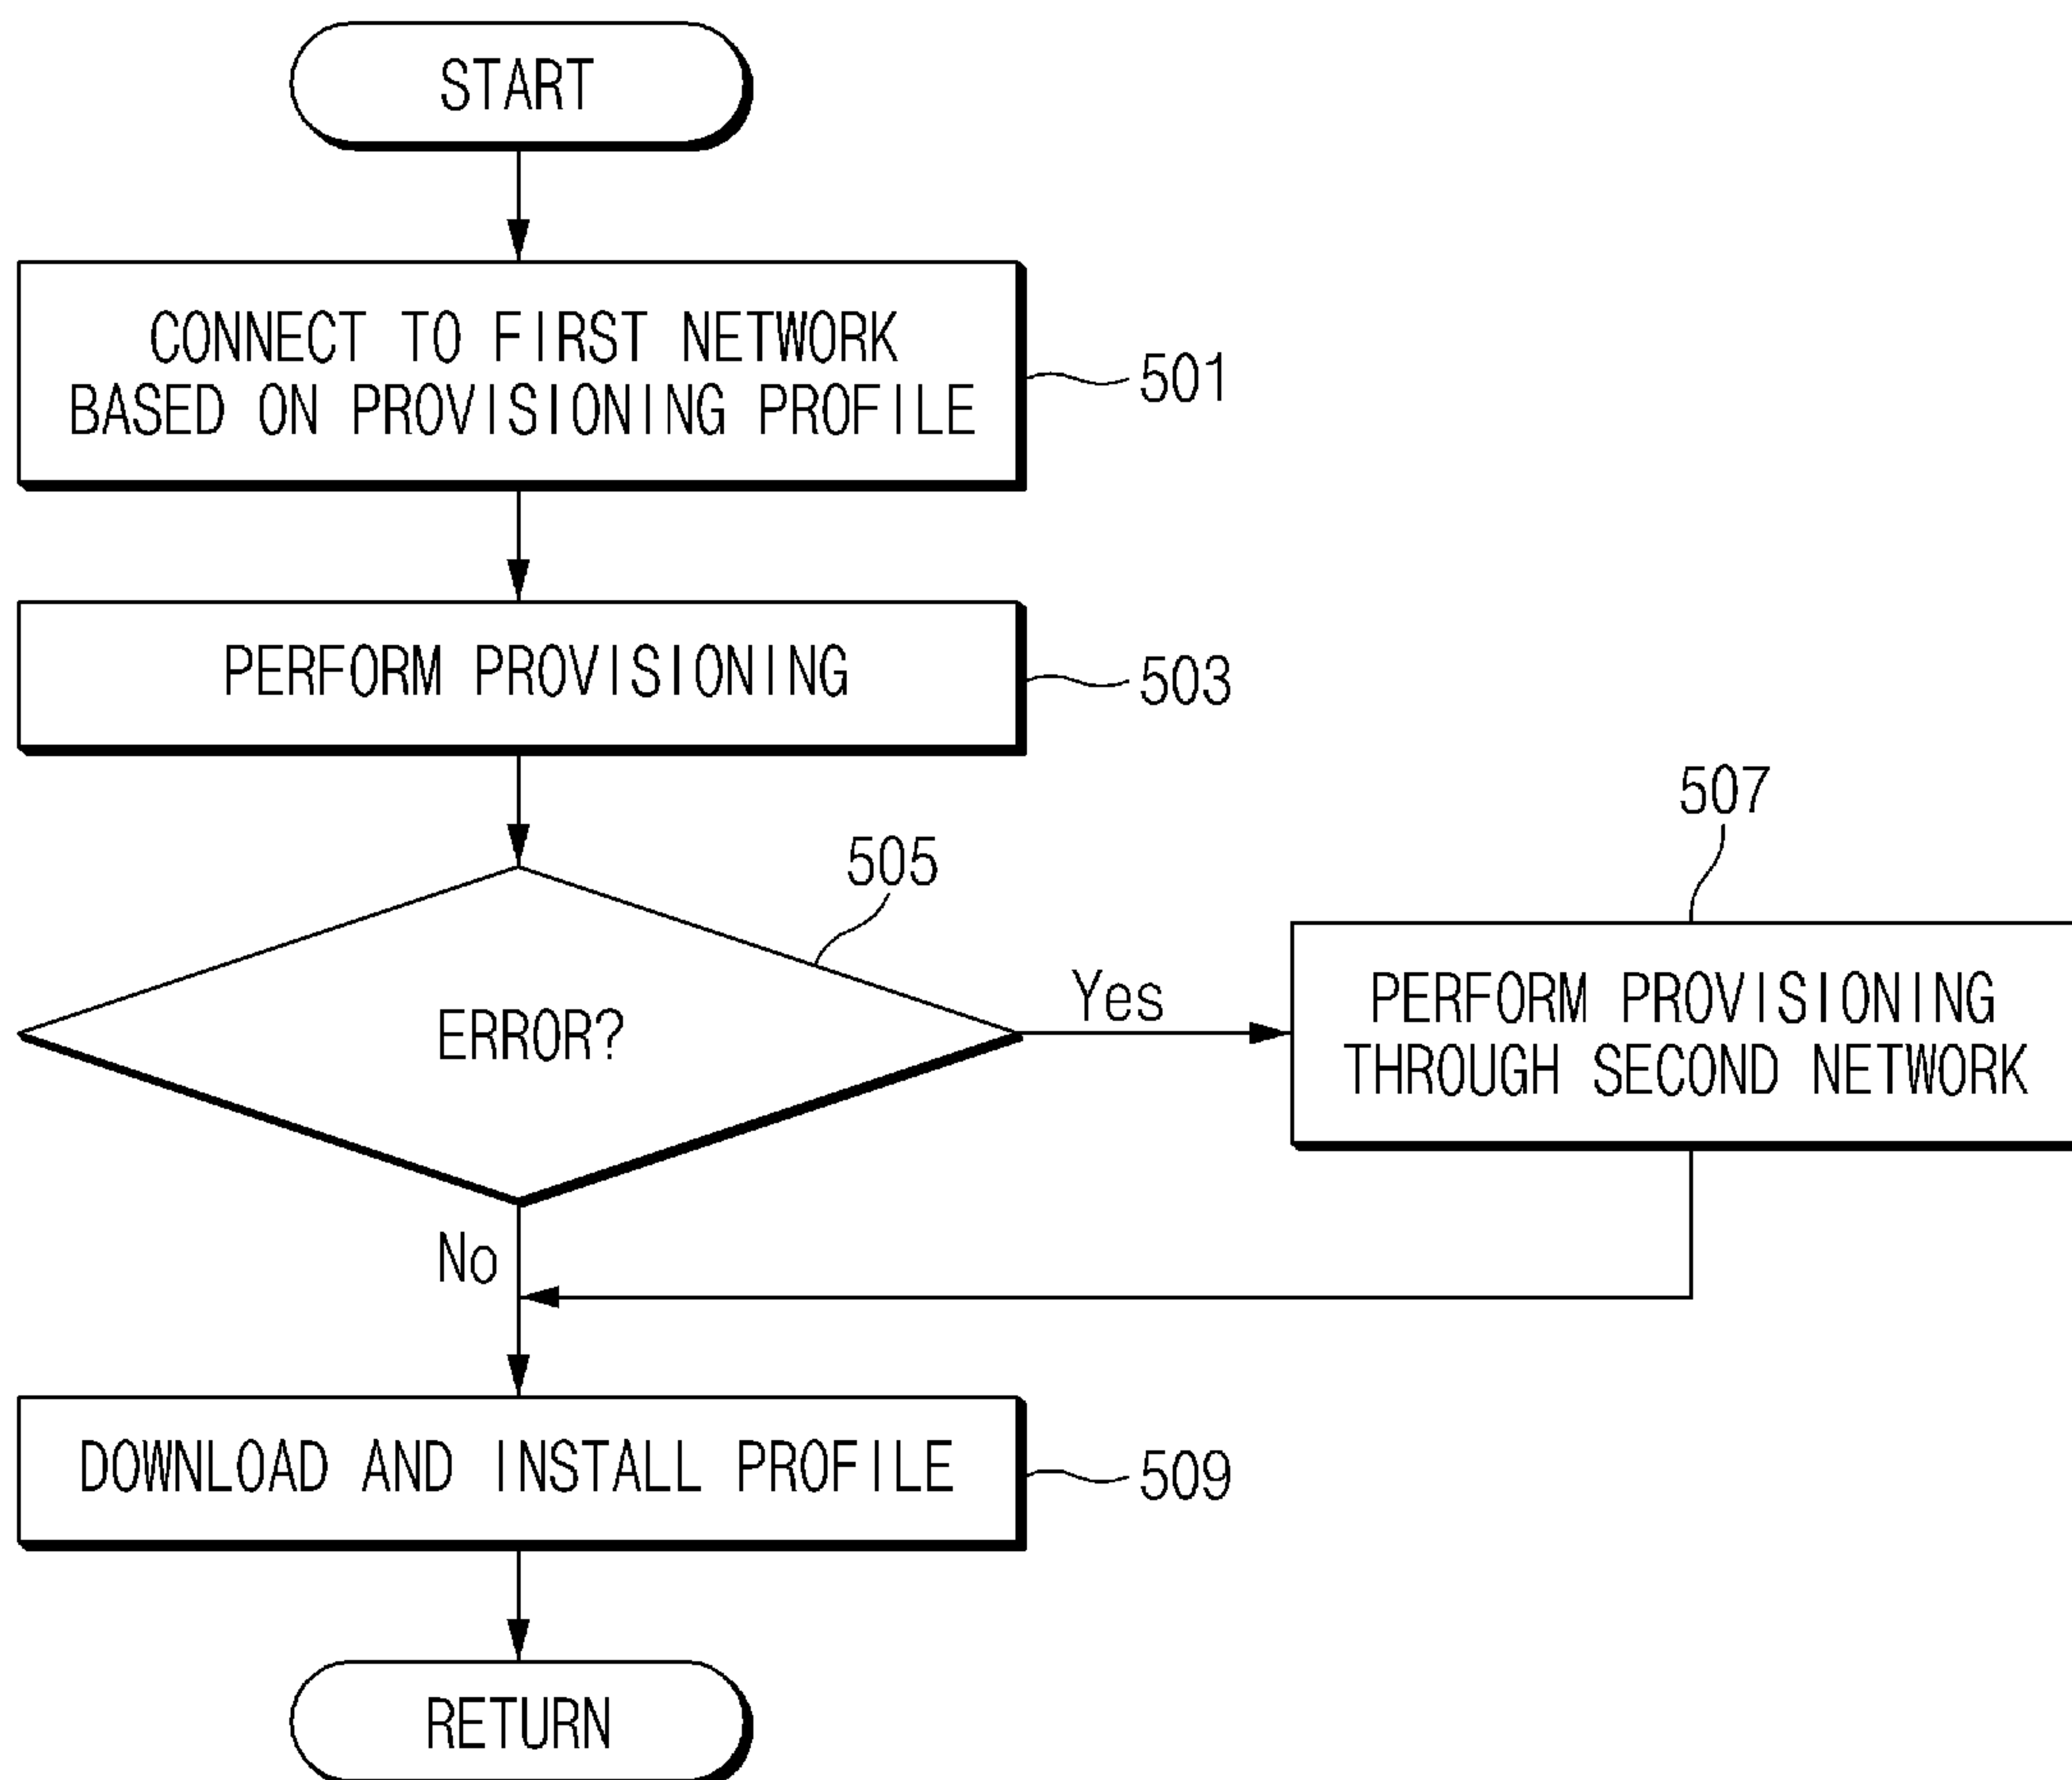 START
CONNECT TO FIRST NETWORK
BASED ON PROVISIONING PROFILE
501
PERFORM PROVISIONING
503
505
ERROR?
Yes
507
PERFORM PROVISIONING
THROUGH SECOND NETWORK
No
DOWNLOAD AND INSTALL PROFILE
509
RETURN